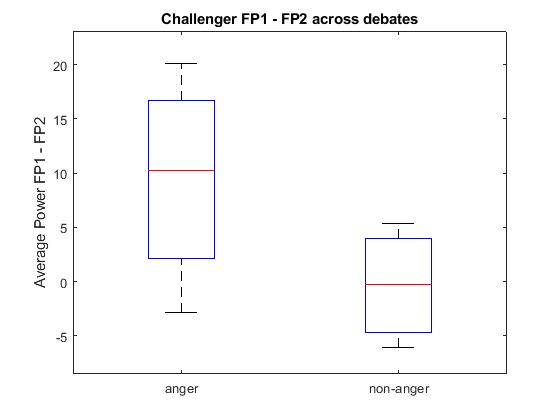 Challenger FP1 - FP2 across debates
Average Power FP1 - FP2
20
15
10
5
0
-5
anger
non-anger